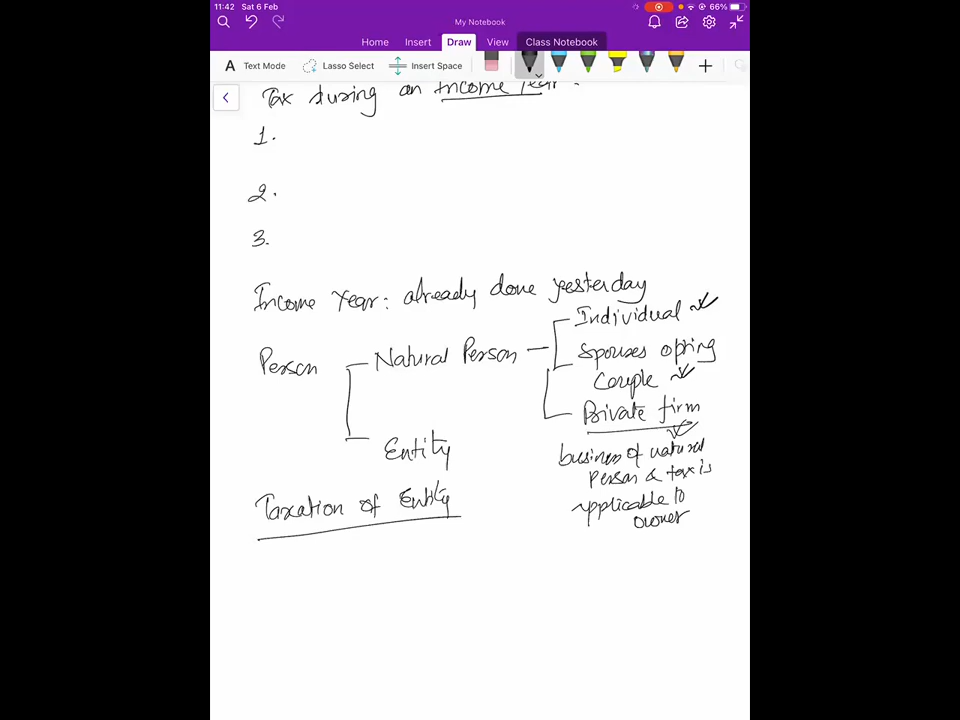 11:42 Sat 6 Feb
66%
My Notebook
Home Insert Draw View Class Notebook
A Text Mode Lasso Select Insert Space
Tax during an Income Year.
1.
2.
3.
Income Year: already done yesterday
Individual
Person Natural Person Spouses opting
Couple
Private firm
Entity
business of natural
person & tax is
applicable to
owner
Taxation of Entity